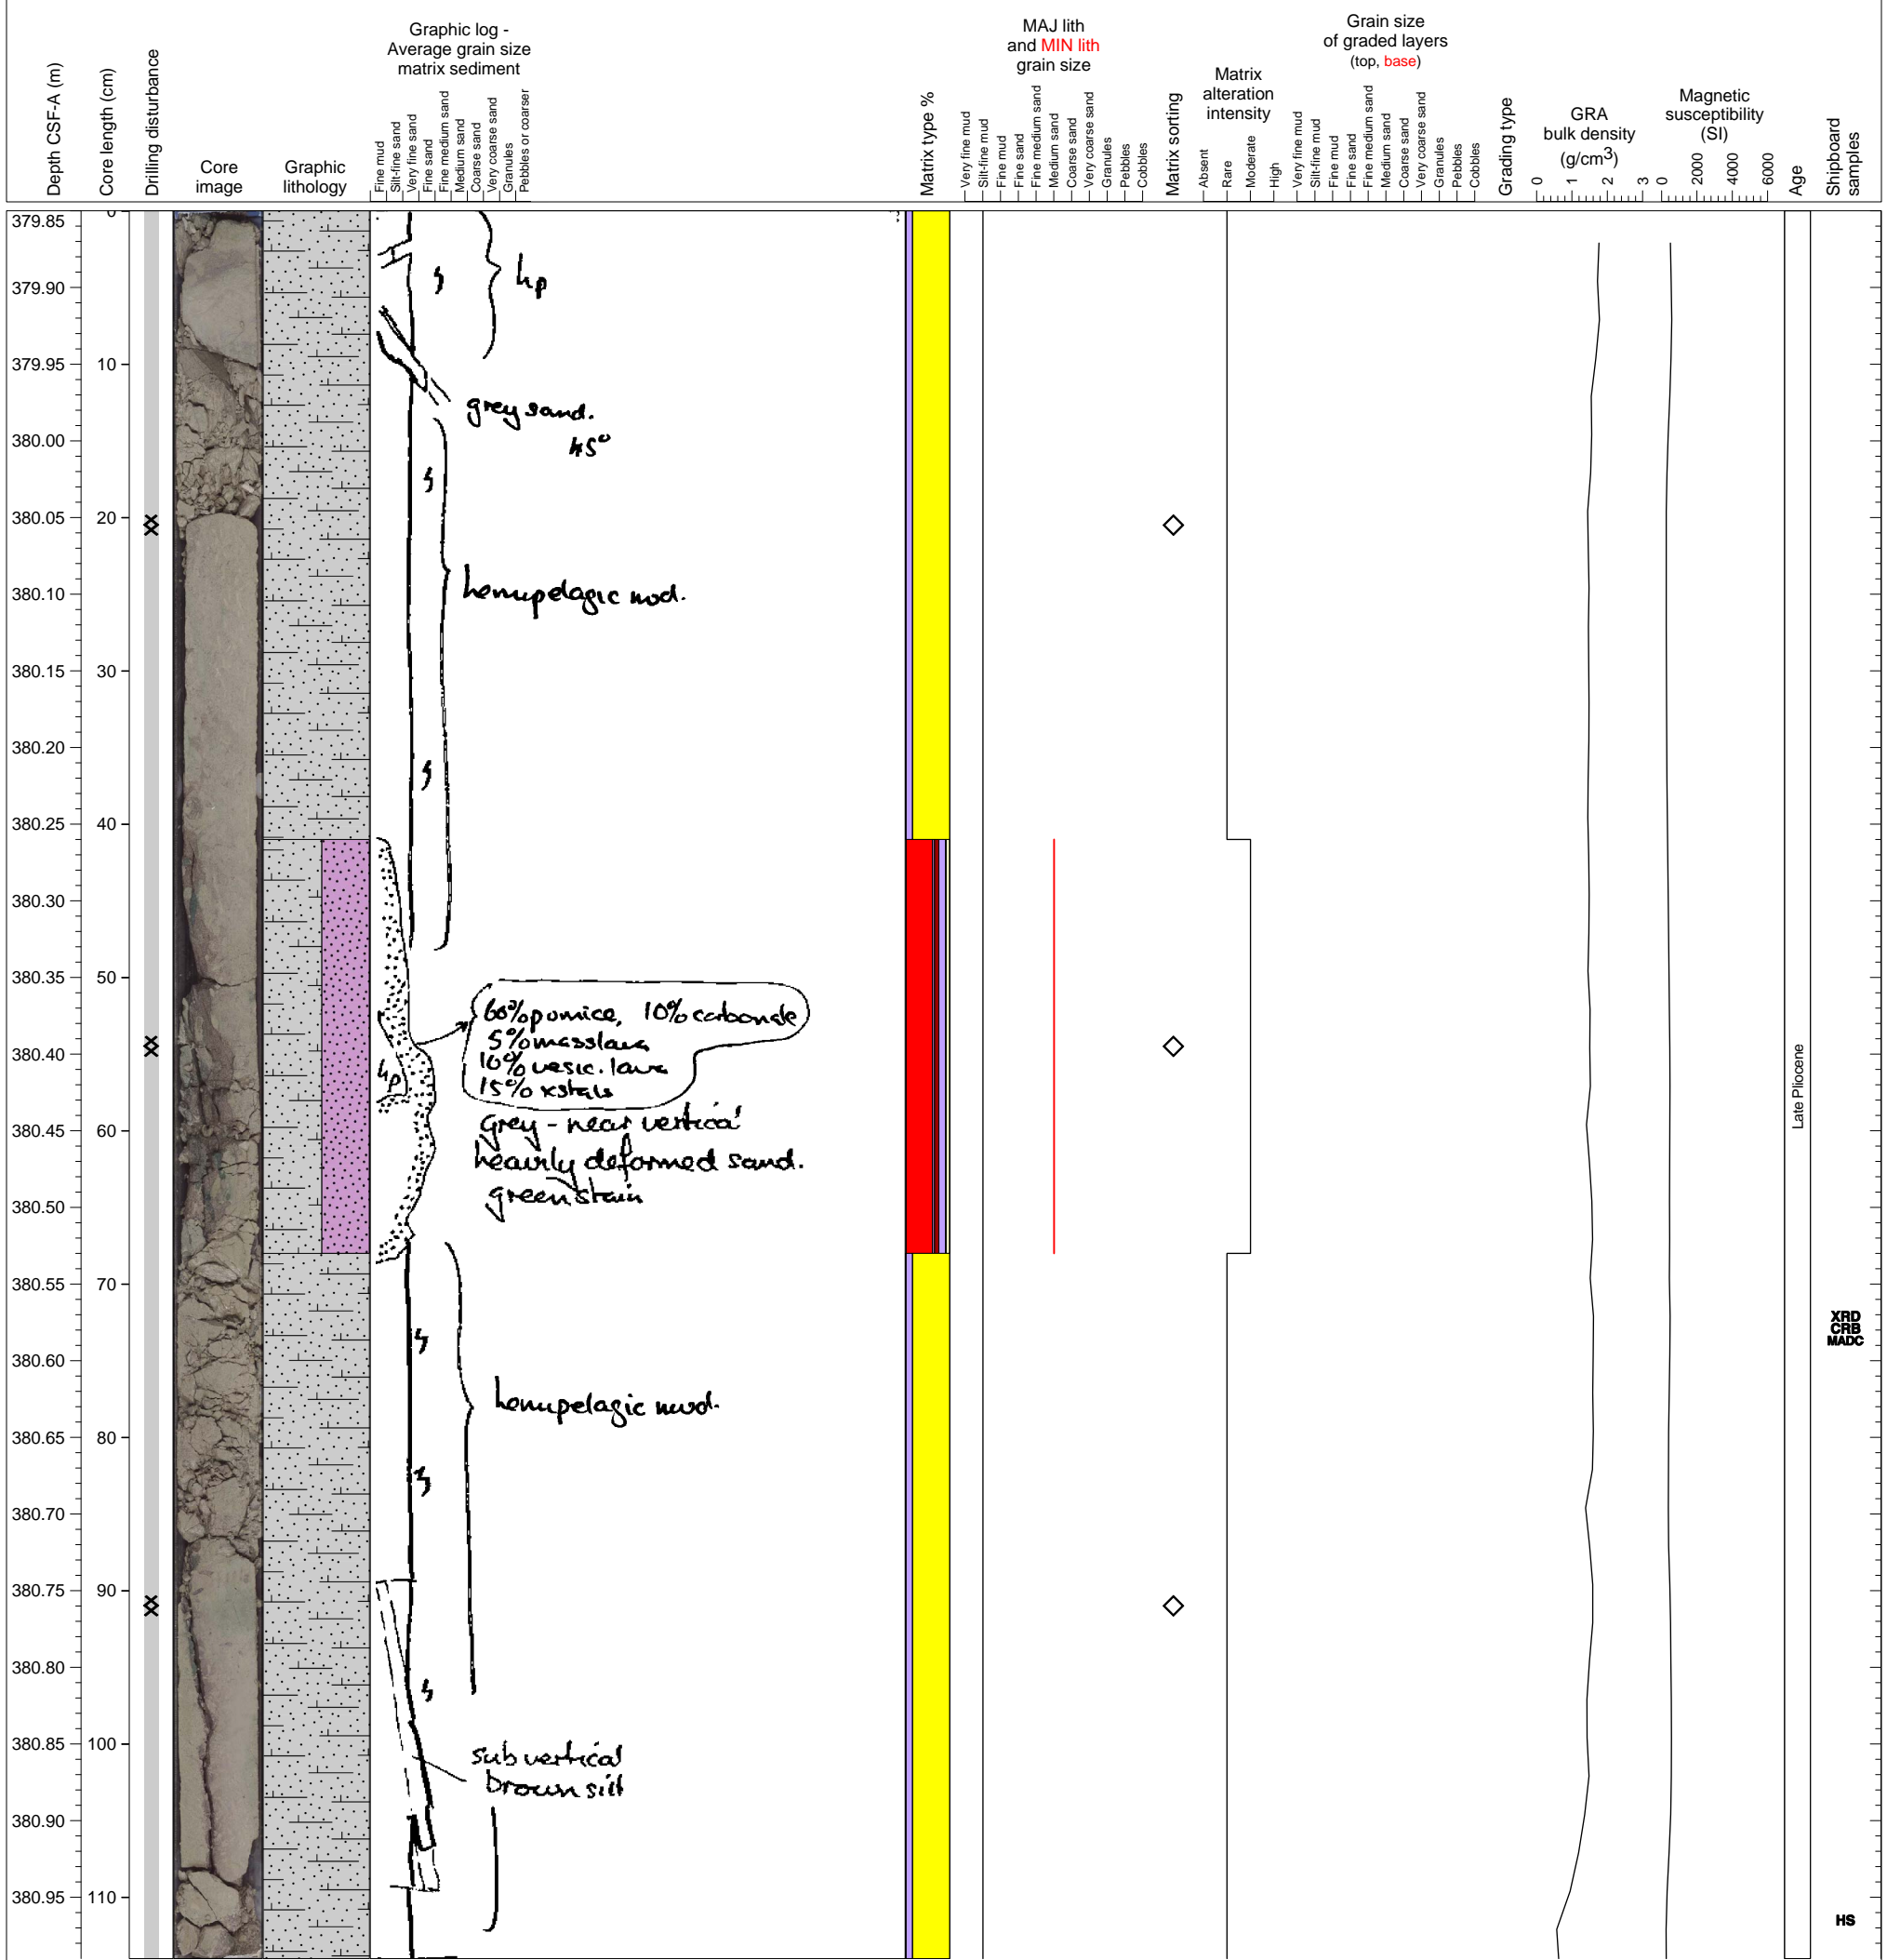 Depth CSF-A (m)
Core length (cm)
Drilling disturbance
Core
image
Graphic
lithology
Graphic log -
Average grain size
matrix sediment
Fine mud
Silt-fine sand
Very fine sand
Fine sand
Fine medium sand
Medium sand
Coarse sand
Very coarse sand
Granules
Pebbles or coarser
Matrix type %
MAJ lith
and MIN lith
grain size
Very fine mud
Silt-fine mud
Fine mud
Fine sand
Fine medium sand
Medium sand
Coarse sand
Very coarse sand
Granules
Pebbles
Cobbles
Matrix sorting
Matrix
alteration
intensity
Absent
Rare
Moderate
High
Grain size
of graded layers
(top, base)
Very fine mud
Silt-fine mud
Fine mud
Fine sand
Fine medium sand
Medium sand
Coarse sand
Very coarse sand
Granules
Pebbles
Cobbles
Grading type
GRA
bulk density
(g/cm3)
0 1 2 3
Magnetic
susceptibility
(SI)
0 2000 4000 6000
Age
Shipboard
samples
379.85 0
379.90
379.95 10
380.00
380.05 20
380.10
380.15 30
380.20
380.25 40
380.30
380.35 50
380.40
380.45 60
380.50
380.55 70
380.60
380.65 80
380.70
380.75 90
380.80
380.85 100
380.90
380.95 110
hp
grey sand.
45°
hemipelagic mud.
60% pumice, 10% carbonate
5% mass lava
10% vesic. lava
15% xstals
hp
grey - near vertical
heavily deformed sand.
green stain
hemipelagic mud.
sub vertical
brown silt
Late Pliocene
XRD
CRB
MADC
HS